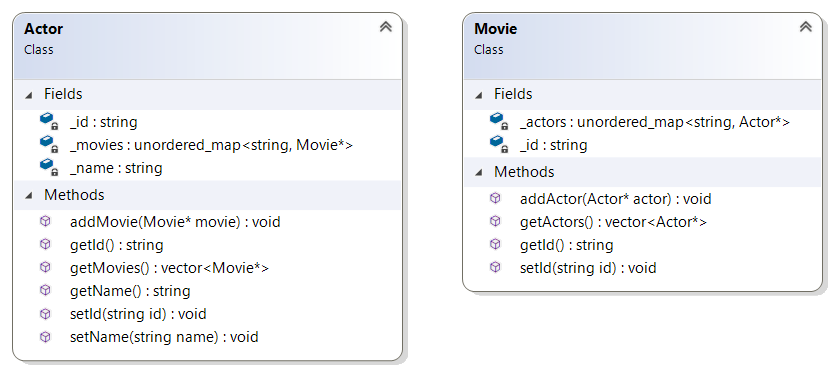 Actor
Class
Fields
_id : string
_movies : unordered_map<string, Movie*>
_name : string
Methods
addMovie(Movie* movie) : void
getId() : string
getMovies() : vector<Movie*>
getName() : string
setId(string id) : void
setName(string name) : void
Movie
Class
Fields
_actors : unordered_map<string, Actor*>
_id : string
Methods
addActor(Actor* actor) : void
getActors() : vector<Actor*>
getId() : string
setId(string id) : void